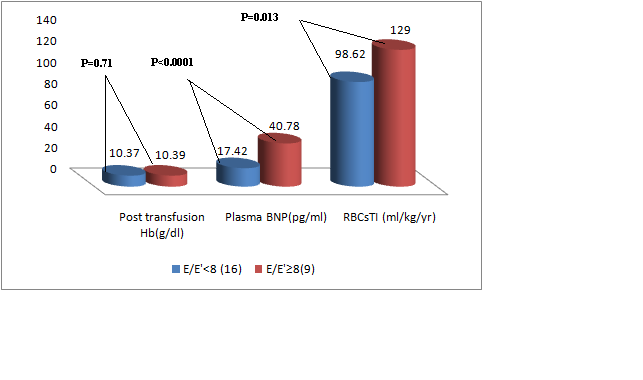 P=0.013
140
120
100
80
60
40
20
0
P=0.71
P<0.0001
10.37
10.39
17.42
40.78
98.62
129
Post transfusion
Hb(g/dl)
Plasma BNP(pg/ml)
RBCsTI (ml/kg/yr)
E/E'<8 (16)
E/E'≥8(9)